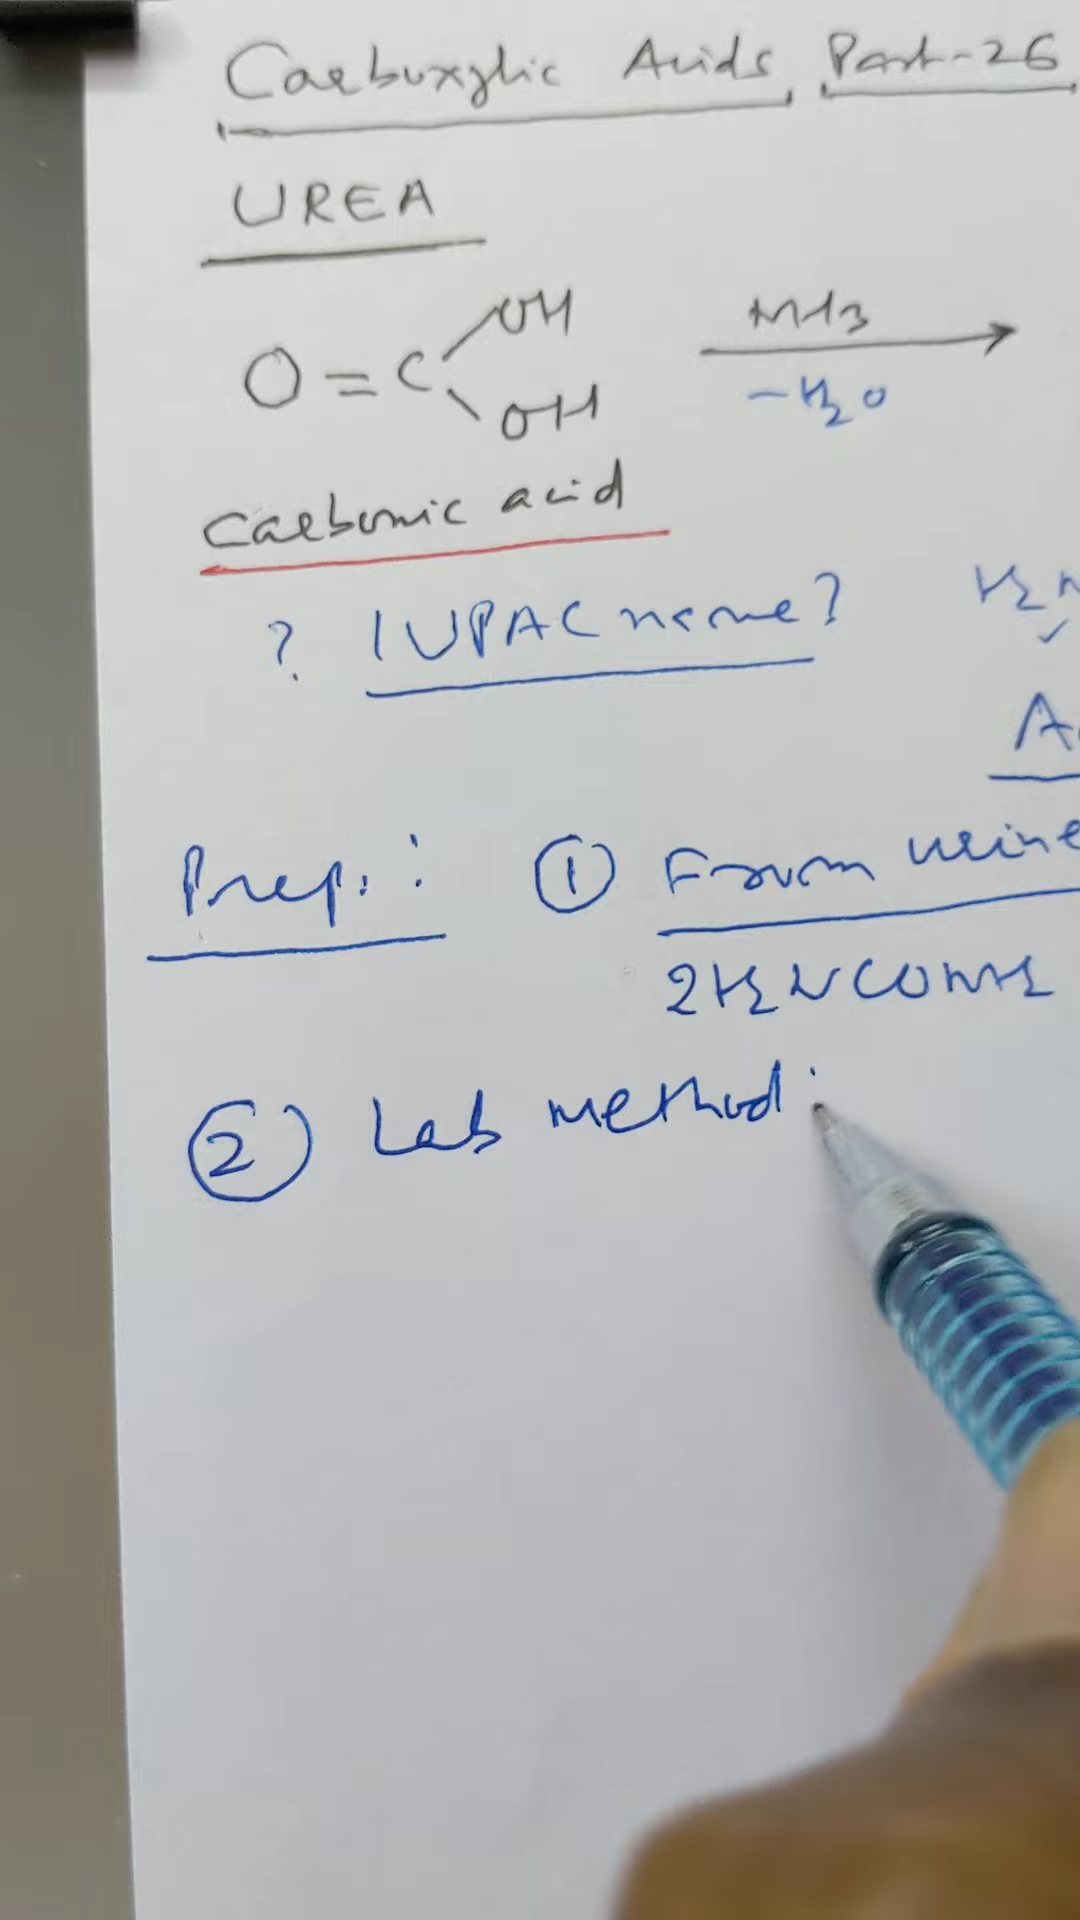 Carboxylic Acids, Part-26
UREA
O=C
OH
OH
NH3
-H2O
Carbonic acid
? IUPAC name?
H2N
Prep.:
① From urine
2H2NCONH2
② Lab method: